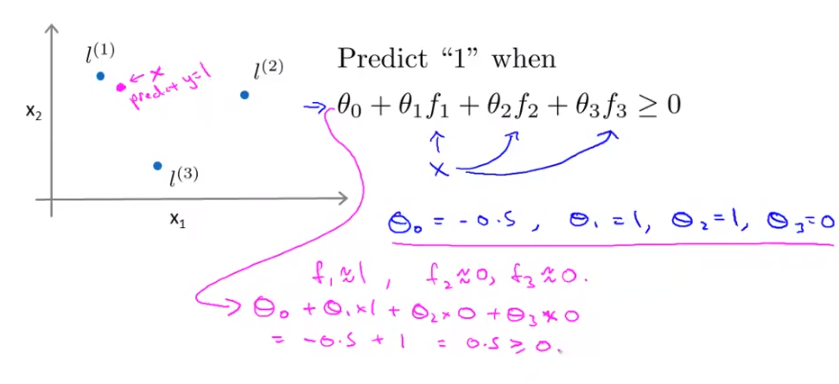 l⁽¹⁾
← x
predict y=1
l⁽²⁾
x₂
l⁽³⁾
x₁
Predict “1” when
→ θ₀ + θ₁f₁ + θ₂f₂ + θ₃f₃ ≥ 0
x
θ₀ = -0.5, θ₁ = 1, θ₂ = 1, θ₃ = 0
f₁ ≈ 1, f₂ ≈ 0, f₃ ≈ 0.
→ θ₀ + θ₁ × 1 + θ₂ × 0 + θ₃ × 0
= -0.5 + 1 = 0.5 ≥ 0.